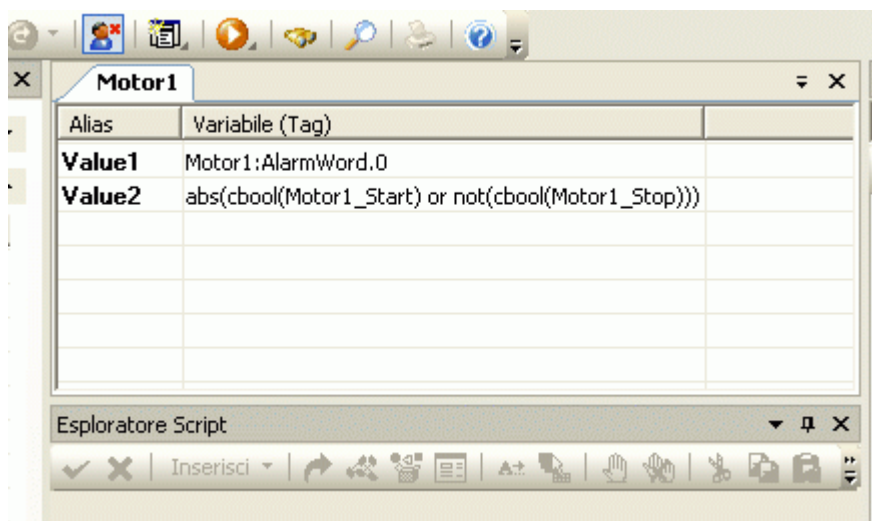 Motor1
Alias Variabile (Tag)
Value1 Motor1:AlarmWord.0
Value2 abs(cbool(Motor1_Start) or not(cbool(Motor1_Stop)))
Esploratore Script
Inserisci